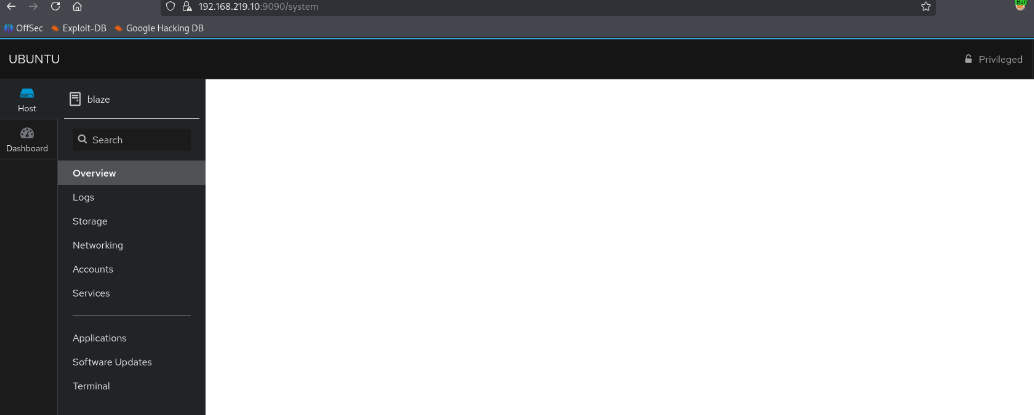 192.168.219.10:9090/system
OffSec Exploit-DB Google Hacking DB
UBUNTU Privileged
Host
Dashboard
blaze
Search
Overview
Logs
Storage
Networking
Accounts
Services
Applications
Software Updates
Terminal